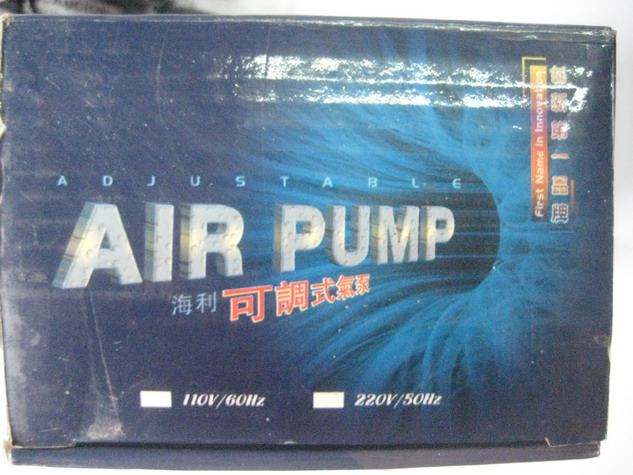 ADJUSTABLE
AIR PUMP
海利可調式氣泵
110V/60Hz
220V/50Hz
First Name in Innovation